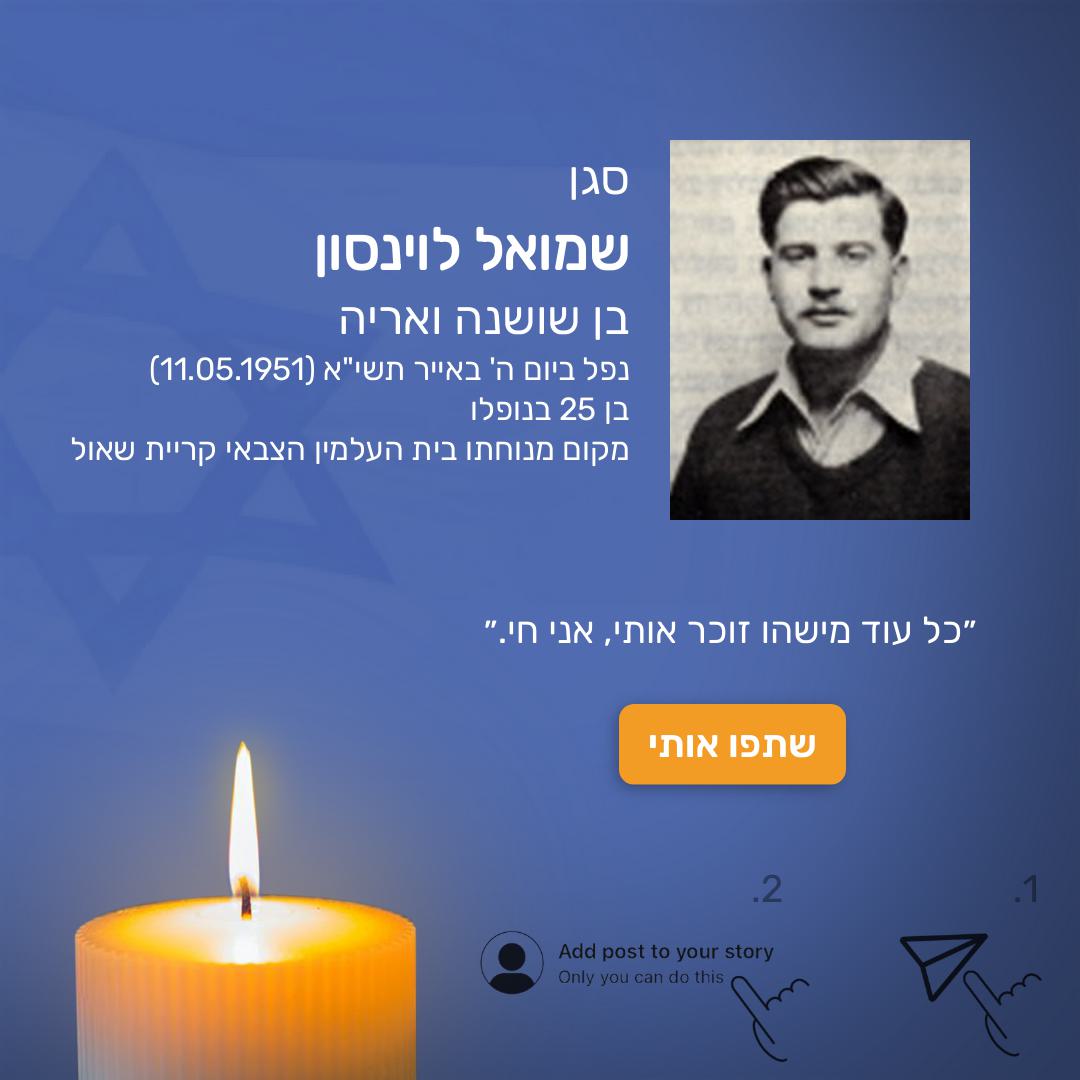 סגן
שמואל לוינסון
בן שושנה ואריה
נפל ביום ה' באייר תשי"א (11.05.1951)
בן 25 בנופלו
מקום מנוחתו בית העלמין הצבאי קריית שאול
״כל עוד מישהו זוכר אותי, אני חי.״
שתפו אותי
1.
2.
Add post to your story
Only you can do this